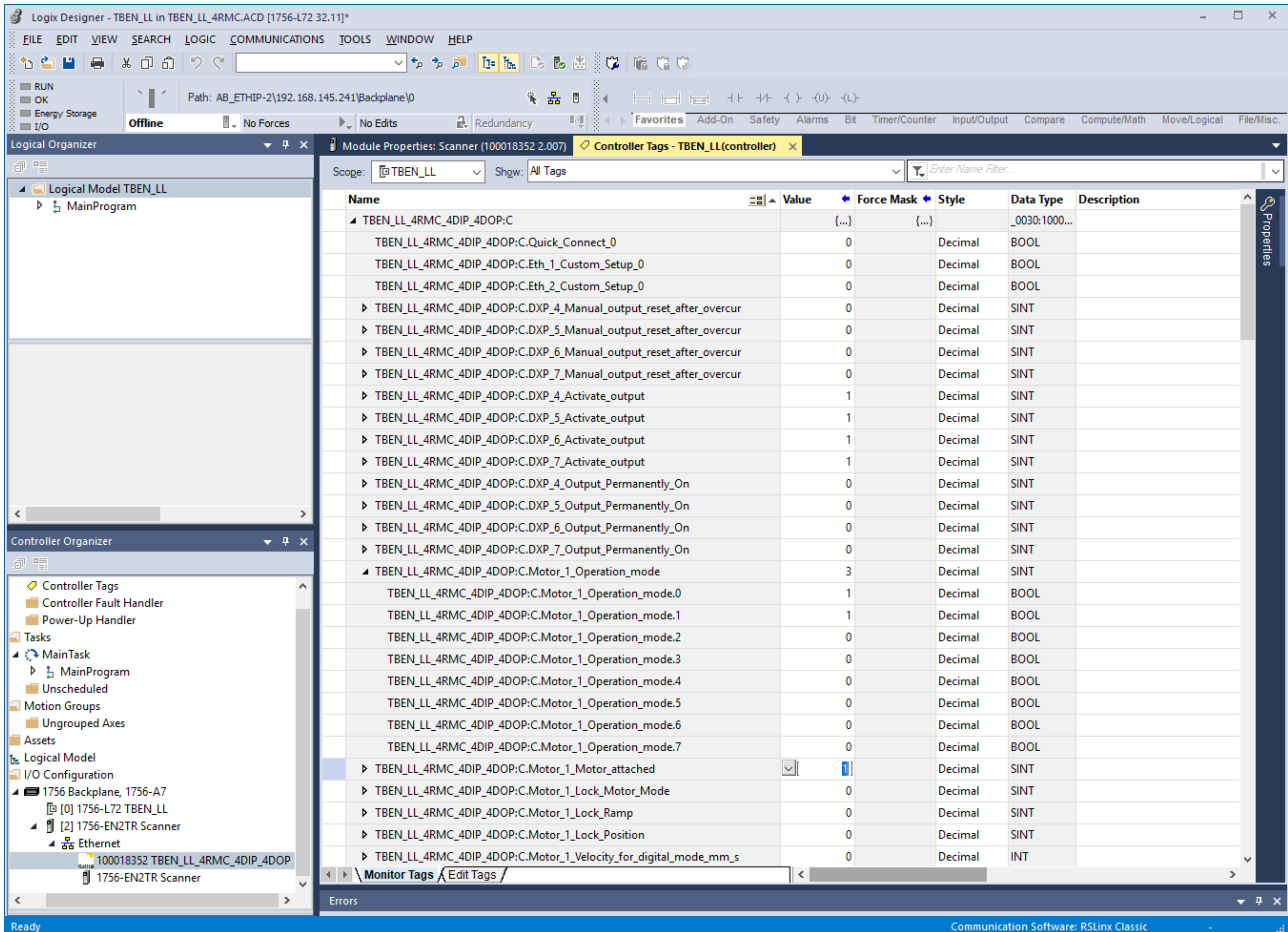 Logix Designer - TBEN_LL in TBEN_LL_4RMC.ACD [1756-L72 32.11]*
FILE EDIT VIEW SEARCH LOGIC COMMUNICATIONS TOOLS WINDOW HELP
RUN
OK
Energy Storage
I/O
Path: AB_ETHIP-2\192.168.145.241\Backplane\0
Offline No Forces No Edits Redundancy
Favorites Add-On Safety Alarms Bit Timer/Counter Input/Output Compare Compute/Math Move/Logical File/Misc.
Logical Organizer
Logical Model TBEN_LL
MainProgram
Controller Organizer
Controller Tags
Controller Fault Handler
Power-Up Handler
Tasks
MainTask
MainProgram
Unscheduled
Motion Groups
Ungrouped Axes
Assets
Logical Model
I/O Configuration
1756 Backplane, 1756-A7
[0] 1756-L72 TBEN_LL
[2] 1756-EN2TR Scanner
Ethernet
100018352 TBEN_LL_4RMC_4DIP_4DOP
1756-EN2TR Scanner
Module Properties: Scanner (100018352 2.007) Controller Tags - TBEN_LL(controller)
Scope: TBEN_LL Show: All Tags Enter Name Filter...
Name Value Force Mask Style Data Type Description
TBEN_LL_4RMC_4DIP_4DOP:C {...} {...} _0030:1000...
TBEN_LL_4RMC_4DIP_4DOP:C.Quick_Connect_0 0 Decimal BOOL
TBEN_LL_4RMC_4DIP_4DOP:C.Eth_1_Custom_Setup_0 0 Decimal BOOL
TBEN_LL_4RMC_4DIP_4DOP:C.Eth_2_Custom_Setup_0 0 Decimal BOOL
TBEN_LL_4RMC_4DIP_4DOP:C.DXP_4_Manual_output_reset_after_overcur 0 Decimal SINT
TBEN_LL_4RMC_4DIP_4DOP:C.DXP_5_Manual_output_reset_after_overcur 0 Decimal SINT
TBEN_LL_4RMC_4DIP_4DOP:C.DXP_6_Manual_output_reset_after_overcur 0 Decimal SINT
TBEN_LL_4RMC_4DIP_4DOP:C.DXP_7_Manual_output_reset_after_overcur 0 Decimal SINT
TBEN_LL_4RMC_4DIP_4DOP:C.DXP_4_Activate_output 1 Decimal SINT
TBEN_LL_4RMC_4DIP_4DOP:C.DXP_5_Activate_output 1 Decimal SINT
TBEN_LL_4RMC_4DIP_4DOP:C.DXP_6_Activate_output 1 Decimal SINT
TBEN_LL_4RMC_4DIP_4DOP:C.DXP_7_Activate_output 1 Decimal SINT
TBEN_LL_4RMC_4DIP_4DOP:C.DXP_4_Output_Permanently_On 0 Decimal SINT
TBEN_LL_4RMC_4DIP_4DOP:C.DXP_5_Output_Permanently_On 0 Decimal SINT
TBEN_LL_4RMC_4DIP_4DOP:C.DXP_6_Output_Permanently_On 0 Decimal SINT
TBEN_LL_4RMC_4DIP_4DOP:C.DXP_7_Output_Permanently_On 0 Decimal SINT
TBEN_LL_4RMC_4DIP_4DOP:C.Motor_1_Operation_mode 3 Decimal SINT
TBEN_LL_4RMC_4DIP_4DOP:C.Motor_1_Operation_mode.0 1 Decimal BOOL
TBEN_LL_4RMC_4DIP_4DOP:C.Motor_1_Operation_mode.1 1 Decimal BOOL
TBEN_LL_4RMC_4DIP_4DOP:C.Motor_1_Operation_mode.2 0 Decimal BOOL
TBEN_LL_4RMC_4DIP_4DOP:C.Motor_1_Operation_mode.3 0 Decimal BOOL
TBEN_LL_4RMC_4DIP_4DOP:C.Motor_1_Operation_mode.4 0 Decimal BOOL
TBEN_LL_4RMC_4DIP_4DOP:C.Motor_1_Operation_mode.5 0 Decimal BOOL
TBEN_LL_4RMC_4DIP_4DOP:C.Motor_1_Operation_mode.6 0 Decimal BOOL
TBEN_LL_4RMC_4DIP_4DOP:C.Motor_1_Operation_mode.7 0 Decimal BOOL
TBEN_LL_4RMC_4DIP_4DOP:C.Motor_1_Motor_attached 1 Decimal SINT
TBEN_LL_4RMC_4DIP_4DOP:C.Motor_1_Lock_Motor_Mode 0 Decimal SINT
TBEN_LL_4RMC_4DIP_4DOP:C.Motor_1_Lock_Ramp 0 Decimal SINT
TBEN_LL_4RMC_4DIP_4DOP:C.Motor_1_Lock_Position 0 Decimal SINT
TBEN_LL_4RMC_4DIP_4DOP:C.Motor_1_Velocity_for_digital_mode_mm_s 0 Decimal INT
Monitor Tags Edit Tags
Properties
Errors
Ready Communication Software: RSLinx Classic